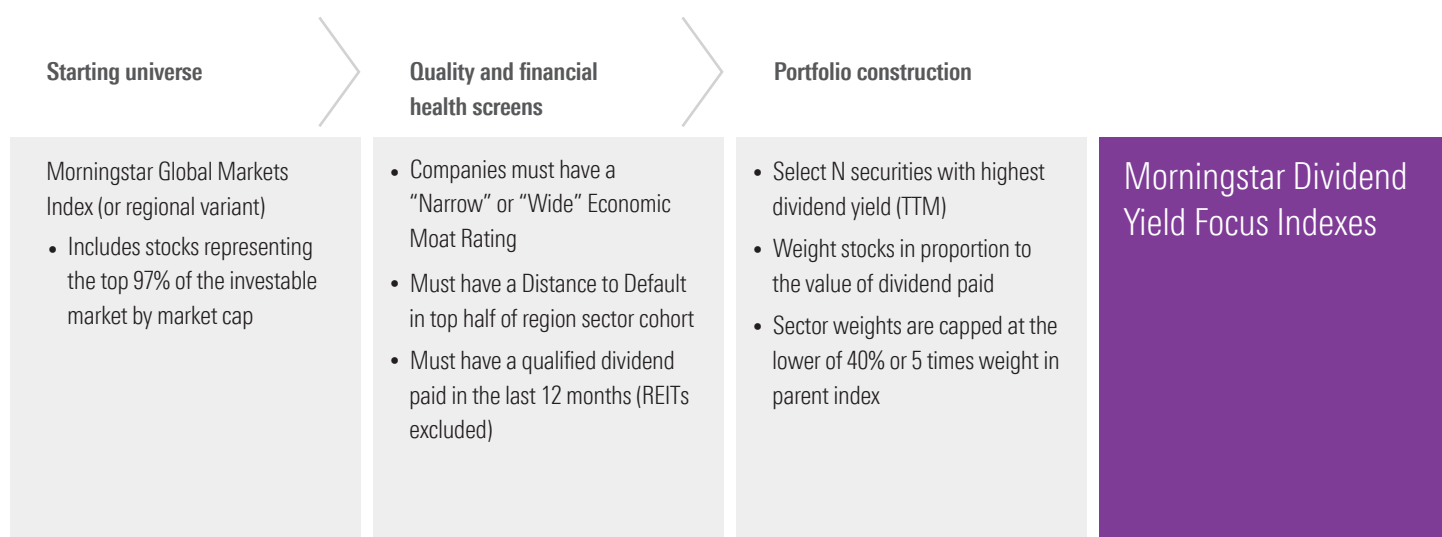 Starting universe
Quality and financial
health screens
Portfolio construction
Morningstar Global Markets
Index (or regional variant)
• Includes stocks representing
the top 97% of the investable
market by market cap
• Companies must have a
“Narrow” or “Wide” Economic
Moat Rating
• Must have a Distance to Default
in top half of region sector cohort
• Must have a qualified dividend
paid in the last 12 months (REITs
excluded)
• Select N securities with highest
dividend yield (TTM)
• Weight stocks in proportion to
the value of dividend paid
• Sector weights are capped at the
lower of 40% or 5 times weight in
parent index
Morningstar Dividend
Yield Focus Indexes